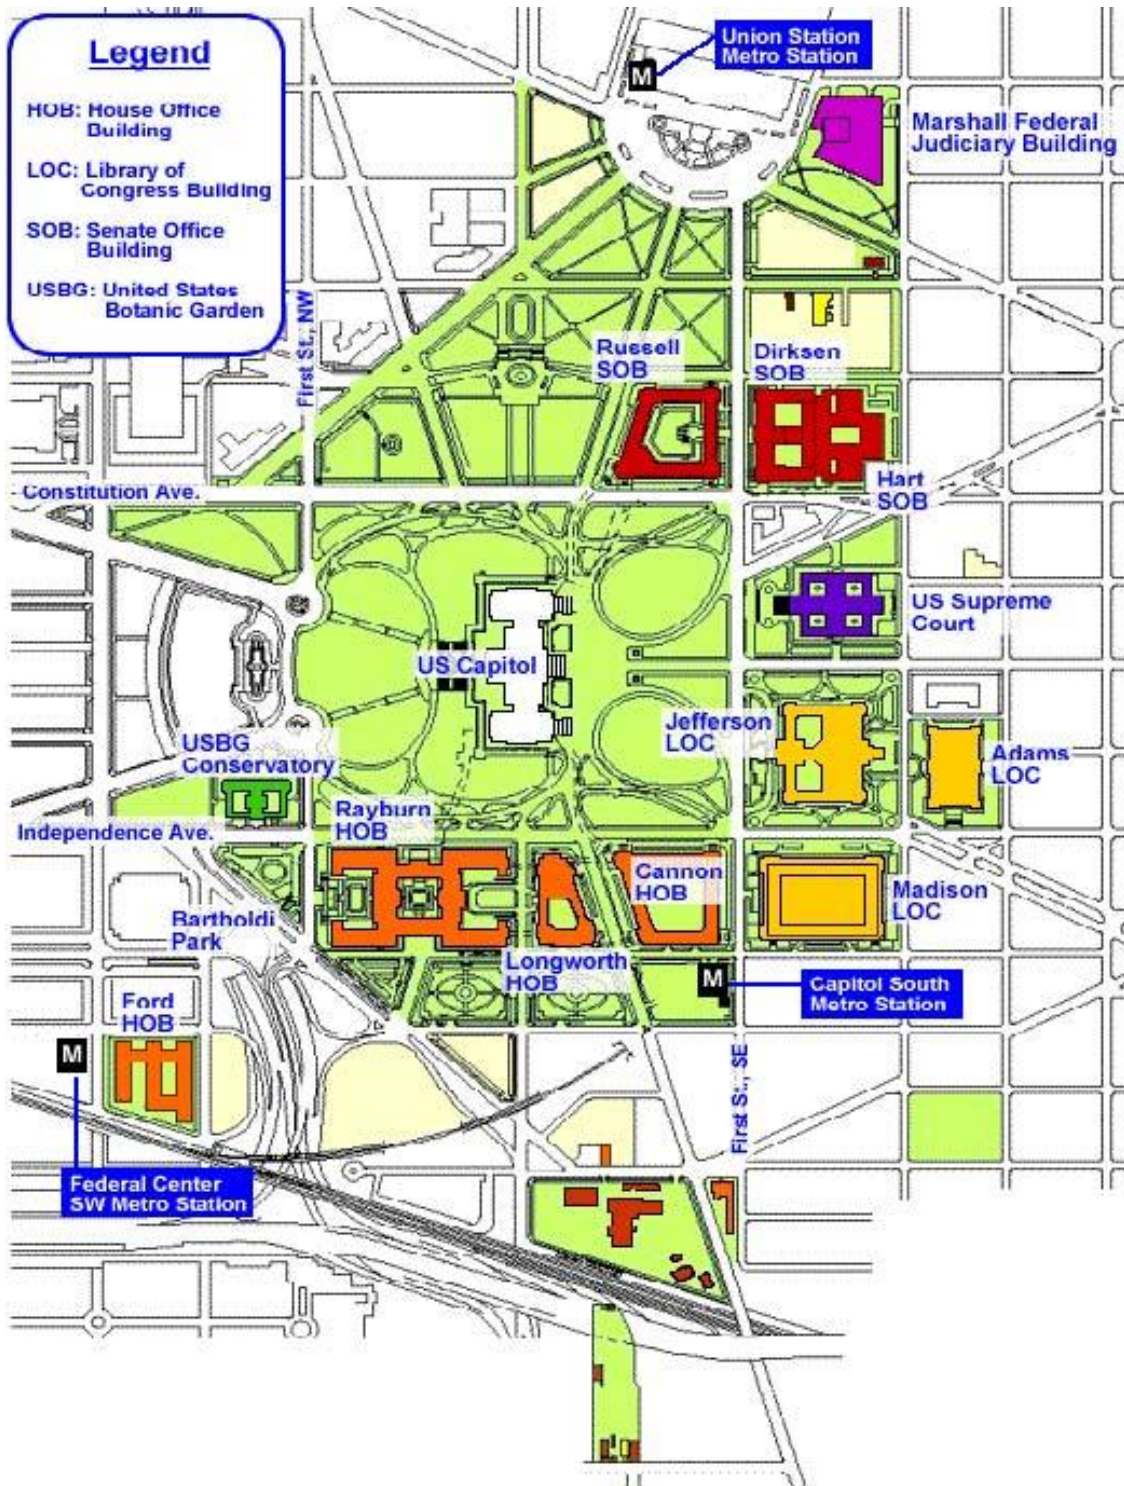 Legend
HOB: House Office
Building
LOC: Library of
Congress Building
SOB: Senate Office
Building
USBG: United States
Botanic Garden
Union Station
Metro Station
M
Marshall Federal
Judiciary Building
First St., NW
Russell
SOB
Dirksen
SOB
Hart
SOB
Constitution Ave.
US Supreme
Court
US Capitol
Jefferson
LOC
Adams
LOC
USBG
Conservatory
Rayburn
HOB
Independence Ave.
Cannon
HOB
Madison
LOC
Bartholdi
Park
Longworth
HOB
M
Capitol South
Metro Station
Ford
HOB
M
First St., SE
Federal Center
SW Metro Station